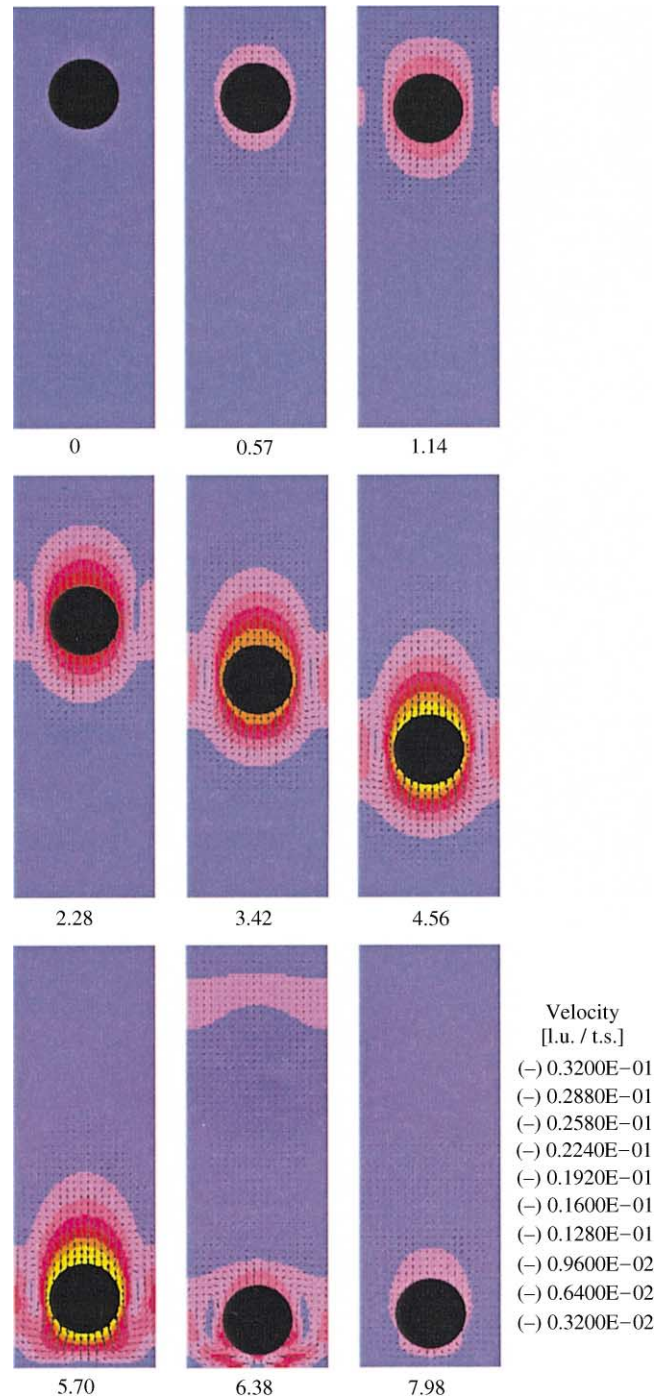 0
0.57
1.14
2.28
3.42
4.56
5.70
6.38
7.98
Velocity
[l.u. / t.s.]
(–) 0.3200E−01
(–) 0.2880E−01
(–) 0.2580E−01
(–) 0.2240E−01
(–) 0.1920E−01
(–) 0.1600E−01
(–) 0.1280E−01
(–) 0.9600E−02
(–) 0.6400E−02
(–) 0.3200E−02